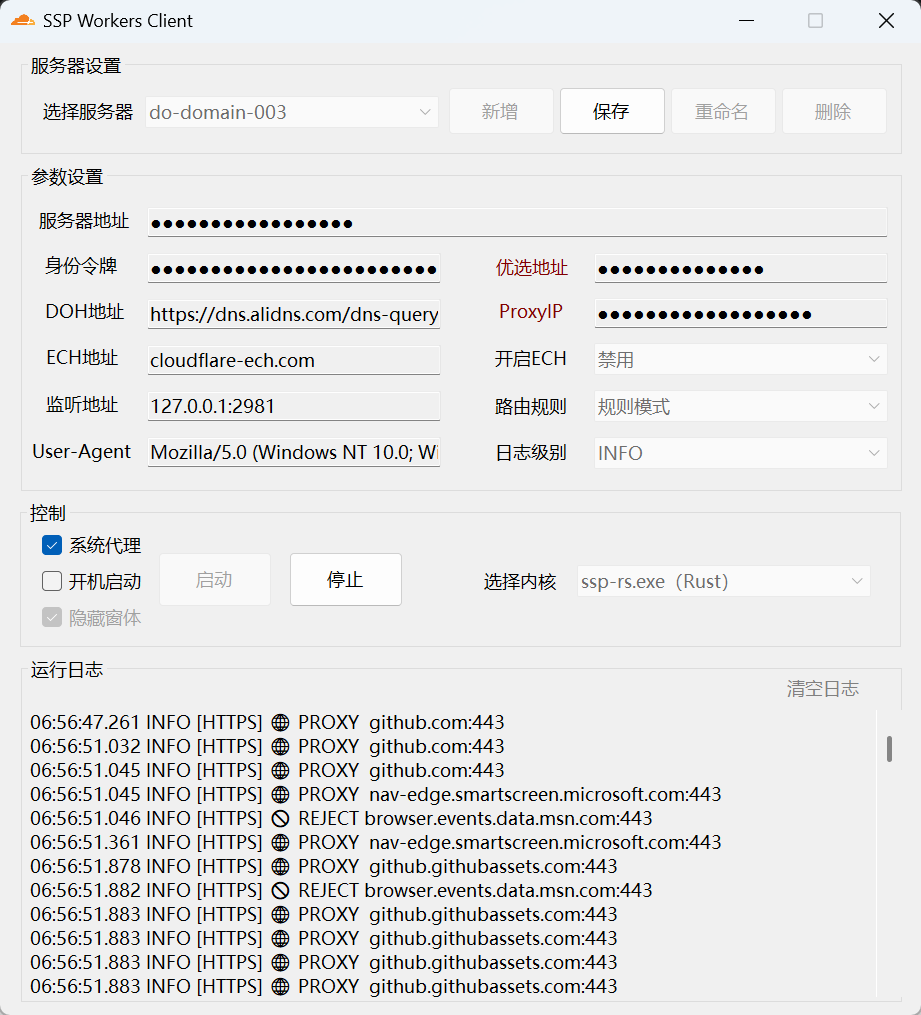 SSP Workers Client
服务器设置
选择服务器 do-domain-003 新增 保存 重命名 删除
参数设置
服务器地址 ●●●●●●●●●●●●●●●●●
身份令牌 ●●●●●●●●●●●●●●●●●●●●●●●● 优选地址 ●●●●●●●●●●●●●●
DOH地址 https://dns.alidns.com/dns-query ProxyIP ●●●●●●●●●●●●●●●●●●
ECH地址 cloudflare-ech.com 开启ECH 禁用
监听地址 127.0.0.1:2981 路由规则 规则模式
User-Agent Mozilla/5.0 (Windows NT 10.0; Wi 日志级别 INFO
控制
系统代理
开机启动 启动 停止 选择内核 ssp-rs.exe（Rust）
隐藏窗体
运行日志
清空日志
06:56:47.261 INFO [HTTPS] 🌐 PROXY github.com:443
06:56:51.032 INFO [HTTPS] 🌐 PROXY github.com:443
06:56:51.045 INFO [HTTPS] 🌐 PROXY github.com:443
06:56:51.045 INFO [HTTPS] 🌐 PROXY nav-edge.smartscreen.microsoft.com:443
06:56:51.046 INFO [HTTPS] 🚫 REJECT browser.events.data.msn.com:443
06:56:51.361 INFO [HTTPS] 🌐 PROXY nav-edge.smartscreen.microsoft.com:443
06:56:51.878 INFO [HTTPS] 🌐 PROXY github.githubassets.com:443
06:56:51.882 INFO [HTTPS] 🚫 REJECT browser.events.data.msn.com:443
06:56:51.883 INFO [HTTPS] 🌐 PROXY github.githubassets.com:443
06:56:51.883 INFO [HTTPS] 🌐 PROXY github.githubassets.com:443
06:56:51.883 INFO [HTTPS] 🌐 PROXY github.githubassets.com:443
06:56:51.883 INFO [HTTPS] 🌐 PROXY github.githubassets.com:443